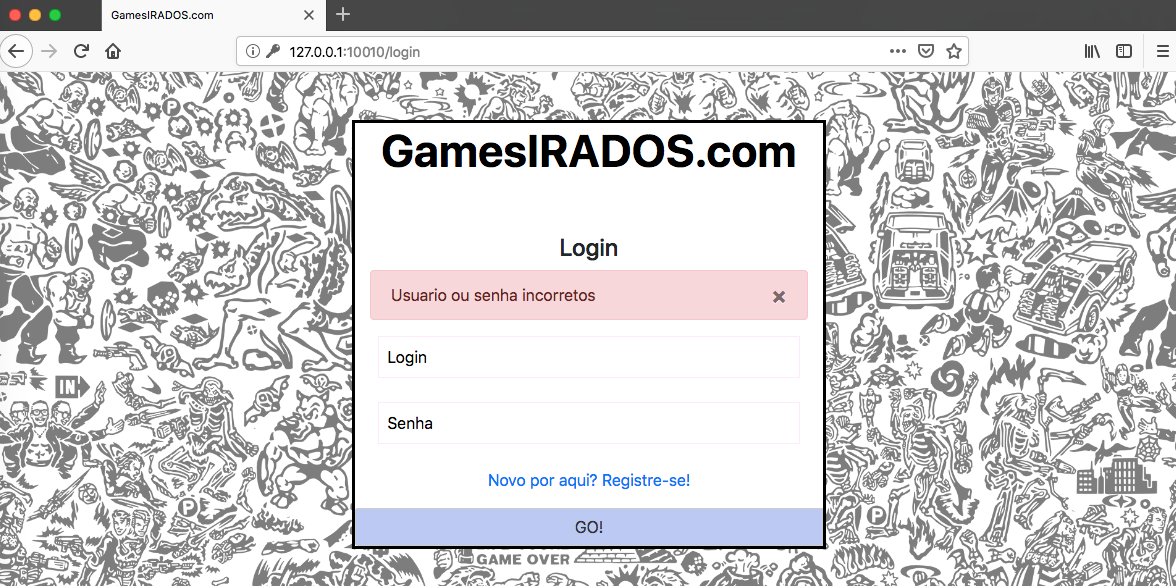 GamesIRADOS.com
127.0.0.1:10010/login
GamesIRADOS.com
Login
Usuario ou senha incorretos
Login
Senha
Novo por aqui? Registre-se!
GO!
IN
P
P
P
GAME OVER